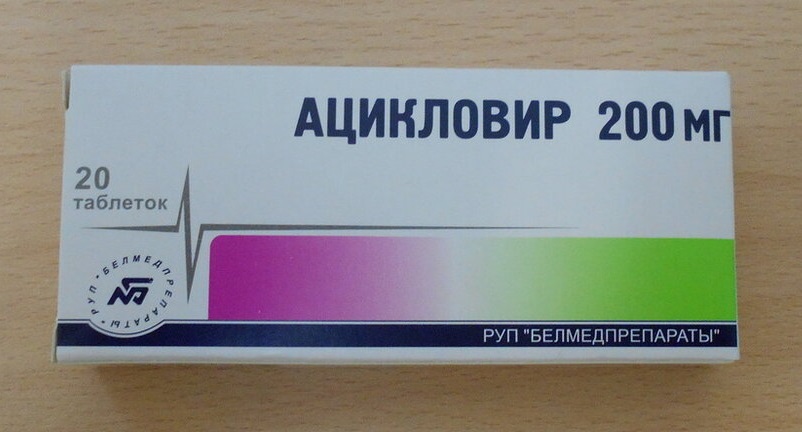 АЦИКЛОВИР 200 МГ
20
таблеток
РУП "БЕЛМЕДПРЕПАРАТЫ"
РУП "БЕЛМЕДПРЕПАРАТЫ"